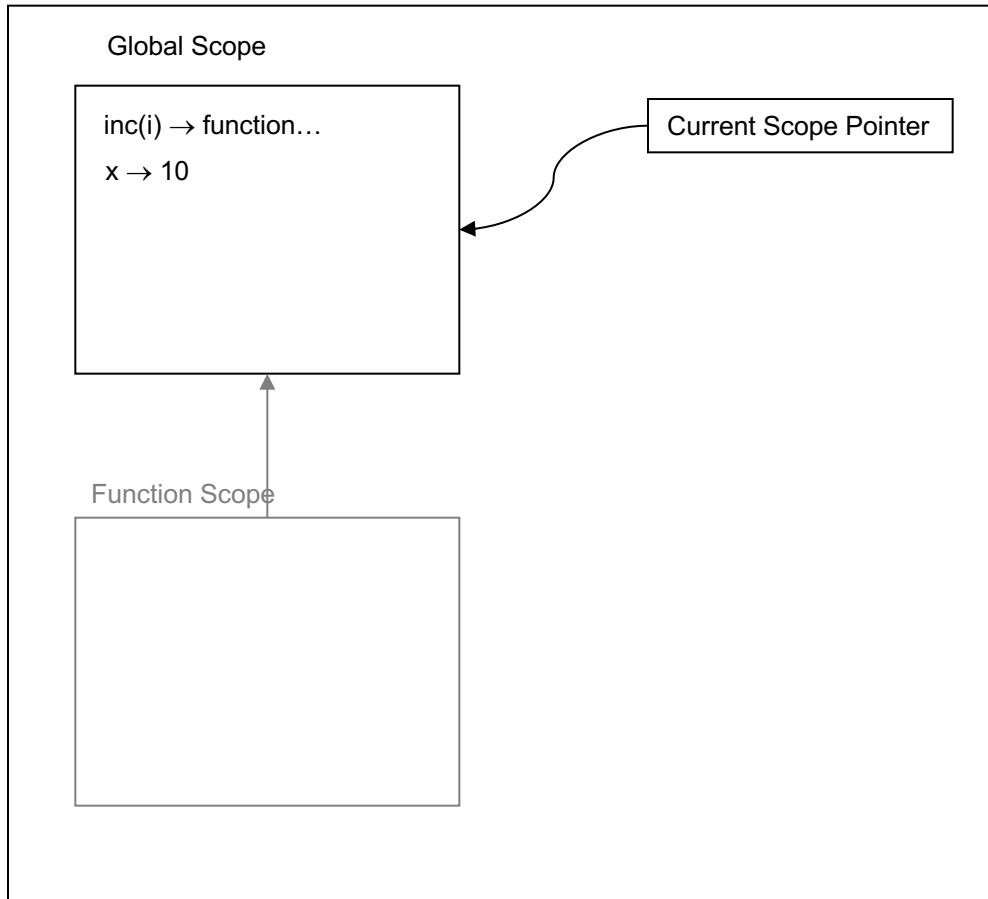 Global Scope
inc(i) → function…
x → 10
Current Scope Pointer
Function Scope